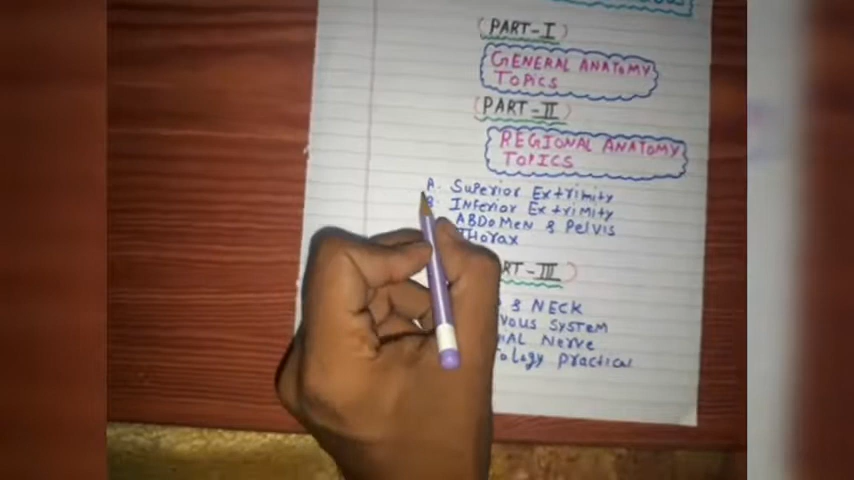 (PART-I)
GENERAL ANATOMY
TOPICS
(PART-II)
REGIONAL ANATOMY
TOPICS
A. Superior Extrimity
B. Inferior Extrimity
ABDOMEN & Pelvis
THorax
RT-III)
& NECK
vous SYSTEM
Nerve
ology practical